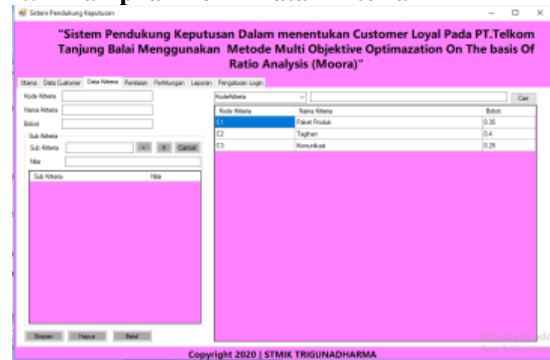 Sistem Pendukung Keputusan
"Sistem Pendukung Keputusan Dalam menentukan Customer Loyal Pada PT.Telkom
Tanjung Balai Menggunakan Metode Multi Objektive Optimazation On The basis Of
Ratio Analysis (Moora)"
Utama Data Customer Data Kriteria Penilaian Perhitungan Laporan Pengaturan Login
Kode Kriteria
KodeKriteria
Cari
Nama Kriteria
Bobot
Kode Kriteria Nama Kriteria Bobot
C1 Paket Produk 0.35
C2 Tagihan 0.4
C3 Komunikasi 0.25
Sub Kriteria
Sub Kriteria + X Cancel
Nilai
Sub Kriteria Nilai
Simpan Hapus Batal
Copyright 2020 | STMIK TRIGUNADHARMA